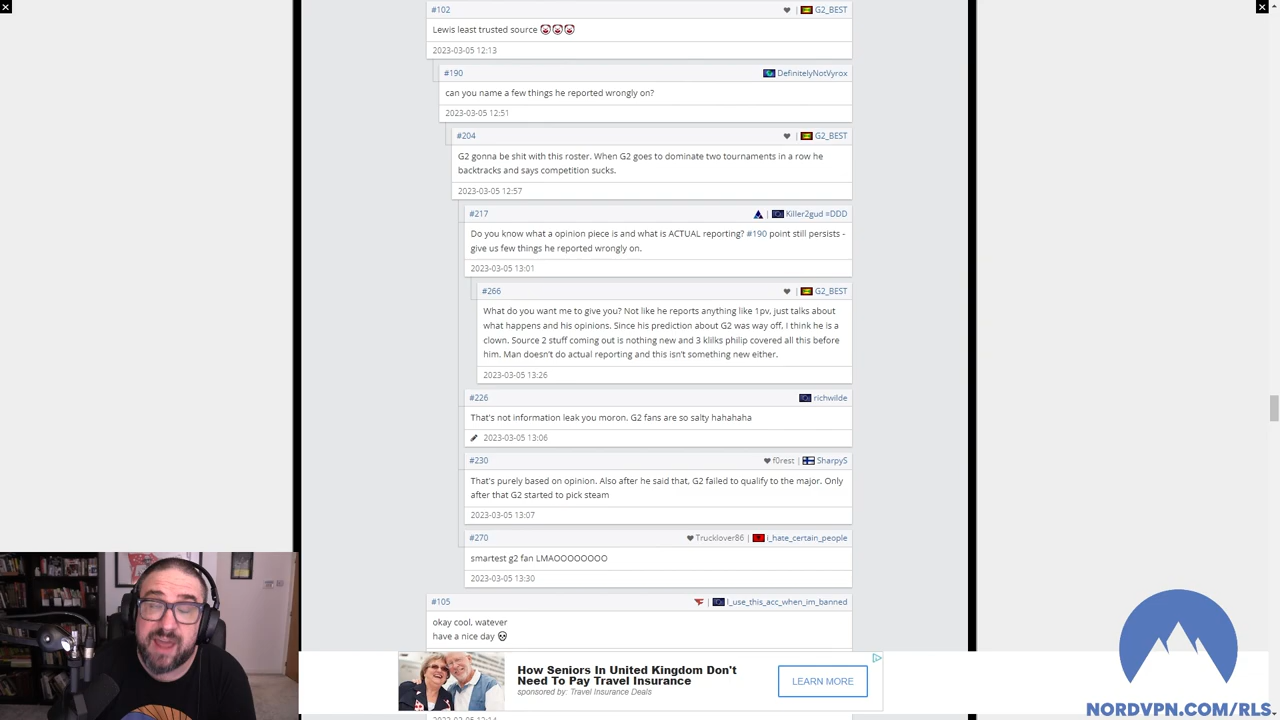 #102
G2_BEST
Lewis least trusted source 🤡🤡🤡
2023-03-05 12:13
#190
DefinitelyNotVyrox
can you name a few things he reported wrongly on?
2023-03-05 12:51
#204
| G2_BEST
G2 gonna be shit with this roster. When G2 goes to dominate two tournaments in a row he
backtracks and says competition sucks.
2023-03-05 12:57
#217
| Killer2gud =DDD
Do you know what a opinion piece is and what is ACTUAL reporting? #190 point still persists -
give us few things he reported wrongly on.
2023-03-05 13:01
#266
| G2_BEST
What do you want me to give you? Not like he reports anything like 1pv, just talks about
what happens and his opinions. Since his prediction about G2 was way off, I think he is a
clown. Source 2 stuff coming out is nothing new and 3 klilks philip covered all this before
him. Man doesn't do actual reporting and this isn't something new either.
2023-03-05 13:26
#226
richwilde
That's not information leak you moron. G2 fans are so salty hahahaha
2023-03-05 13:06
#230
f0rest | SharpyS
That's purely based on opinion. Also after he said that, G2 failed to qualify to the major. Only
after that G2 started to pick steam
2023-03-05 13:07
#270
Trucklover86 | i_hate_certain_people
smartest g2 fan LMAOOOOOOOO
2023-03-05 13:30
#105
| I_use_this_acc_when_im_banned
okay cool, watever
have a nice day 💀
How Seniors In United Kingdom Don't
Need To Pay Travel Insurance
sponsored by: Travel Insurance Deals
LEARN MORE
NORDVPN.COM/RLS